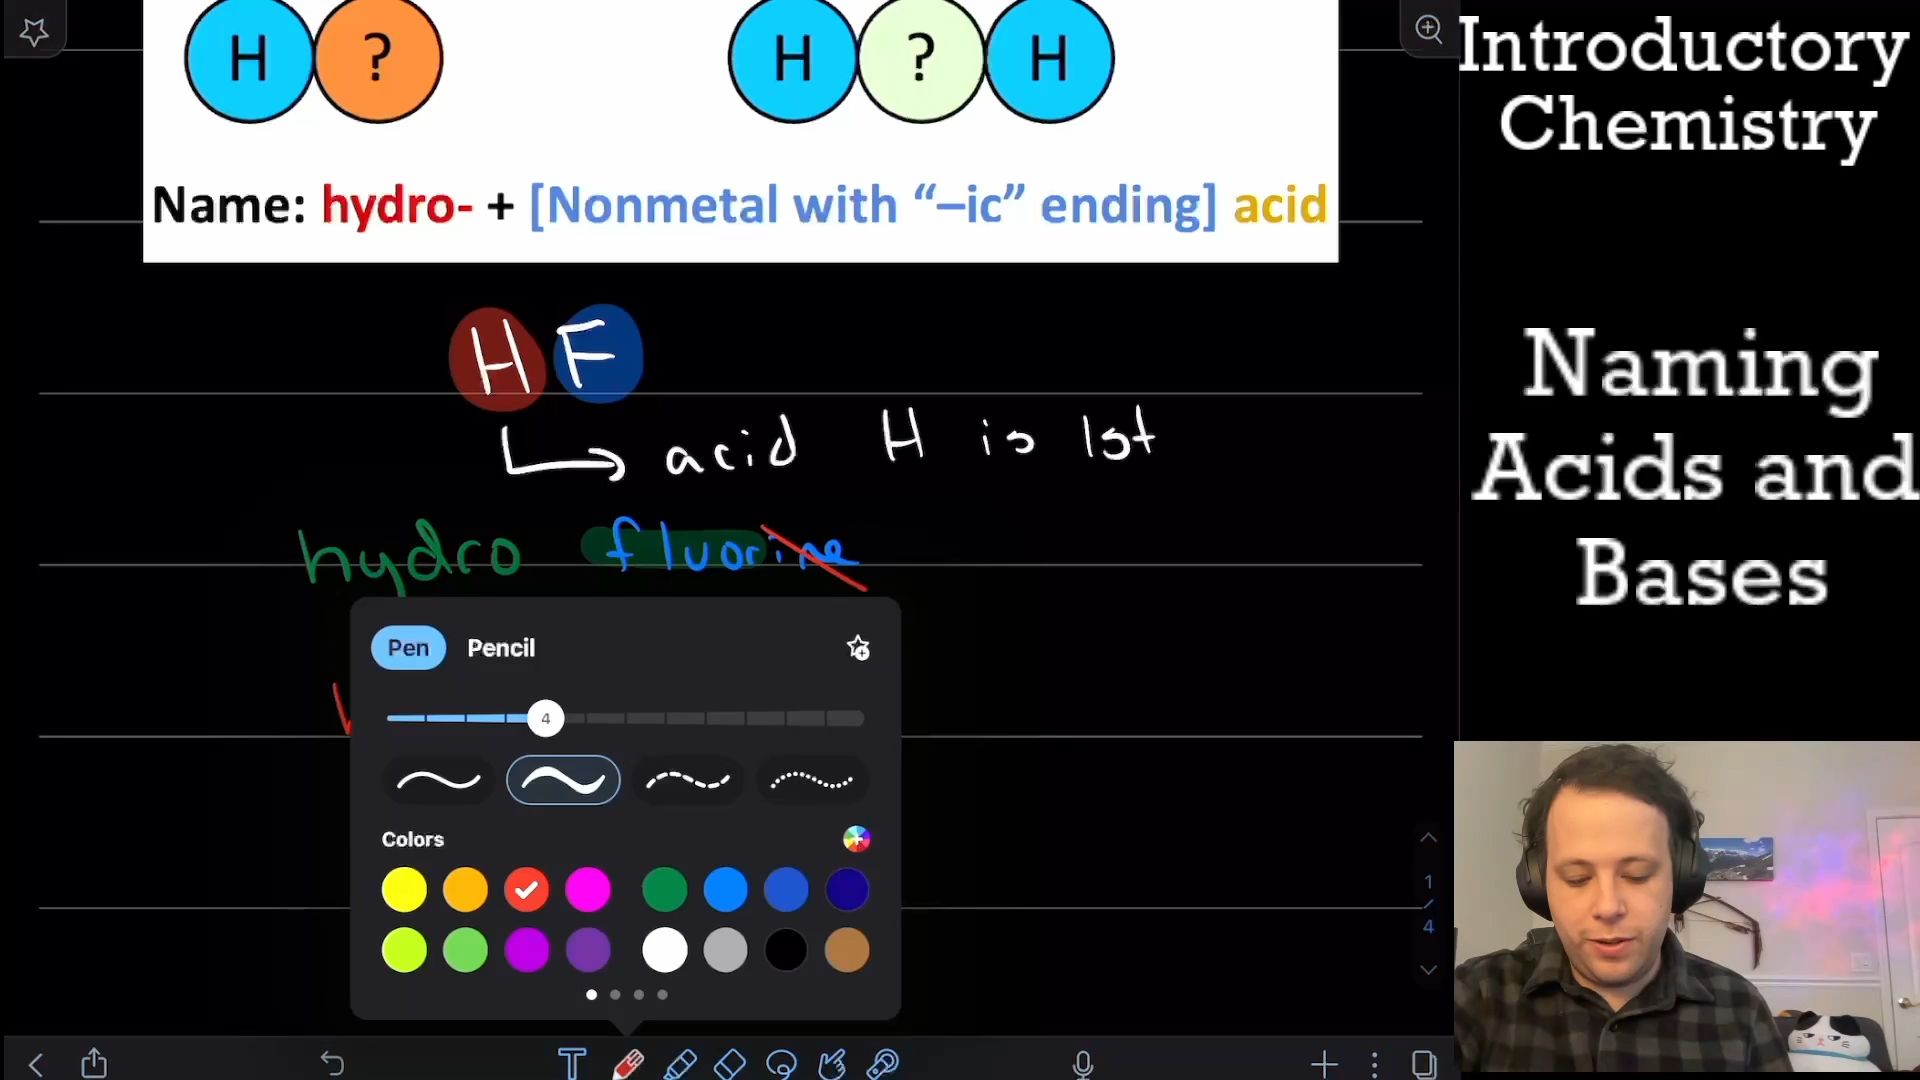 H ? H ? H
Name: hydro- + [Nonmetal with “–ic” ending] acid
HF
acid H is 1st
hydro fluorine
Pen Pencil
4
Colors
1
4
T
Introductory
Chemistry
Naming
Acids and
Bases